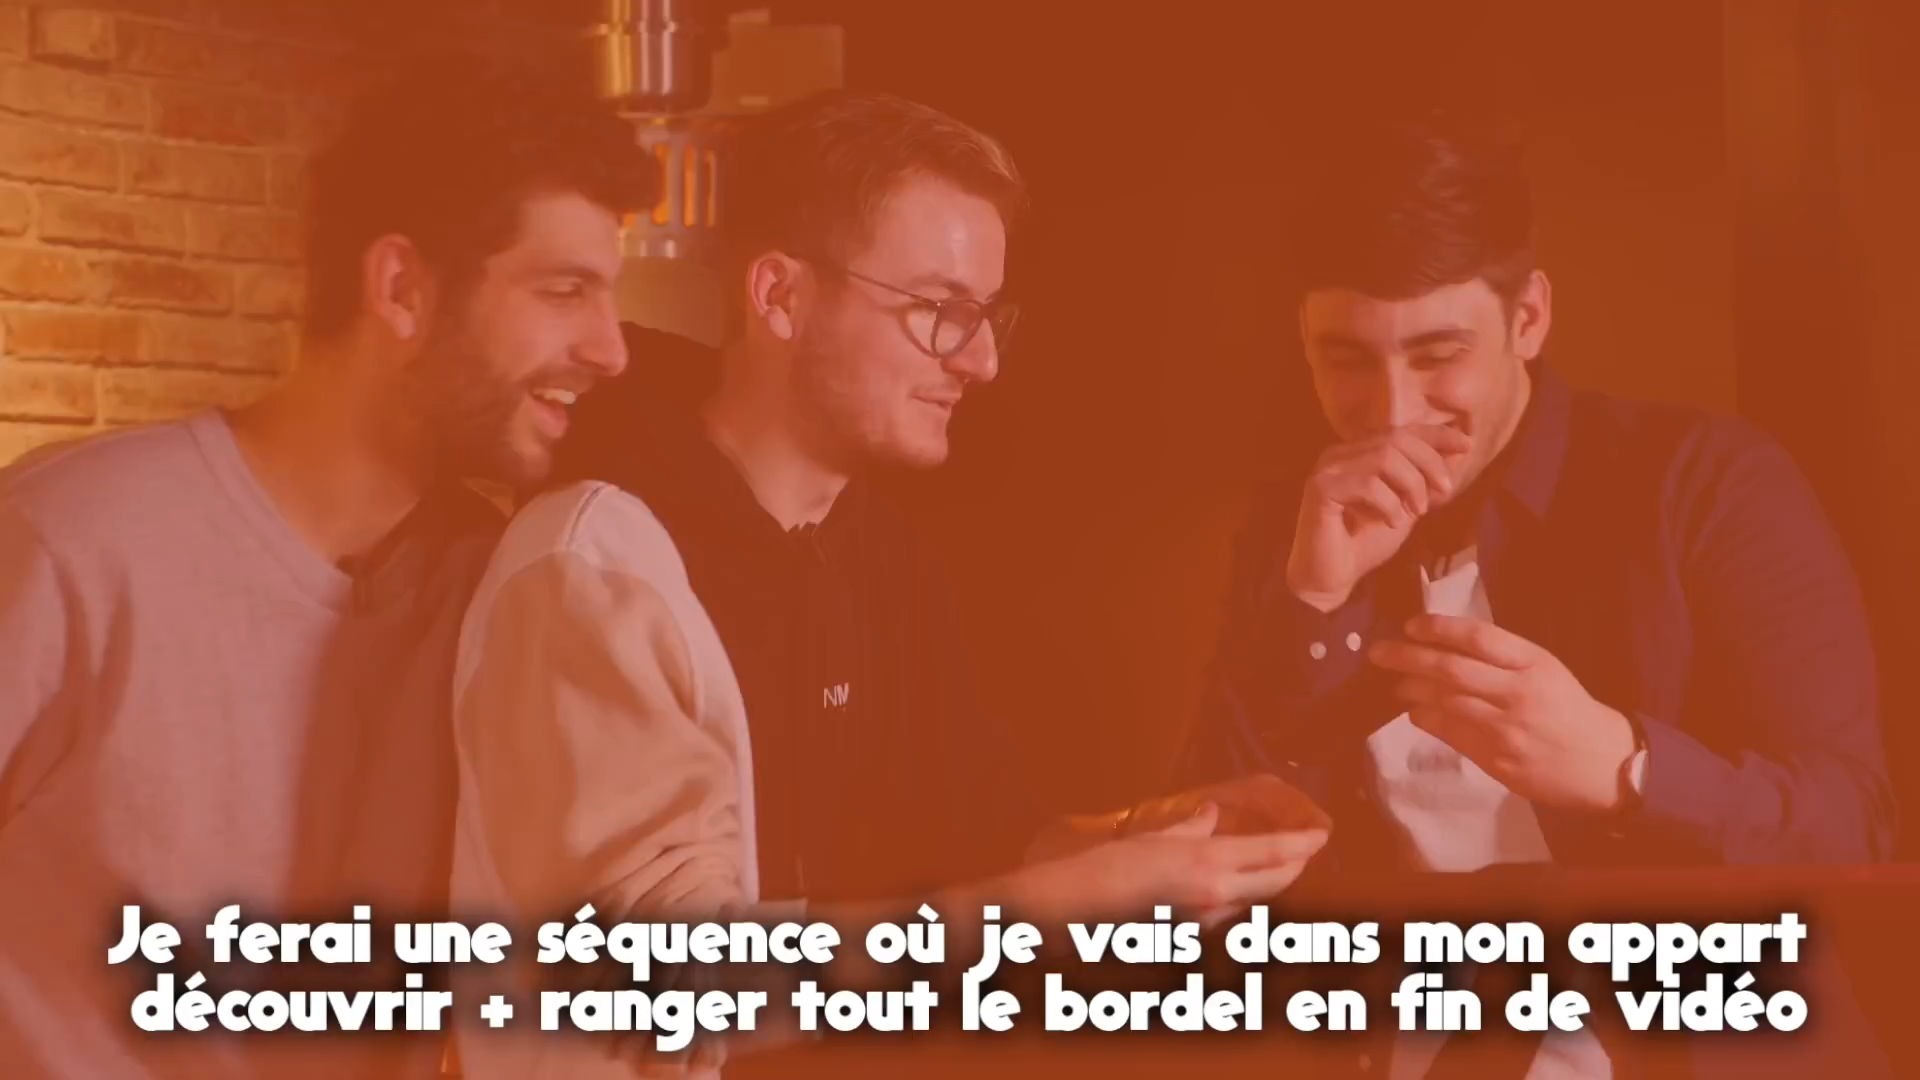 NM
Je ferai une séquence où je vais dans mon appart
découvrir + ranger tout le bordel en fin de vidéo